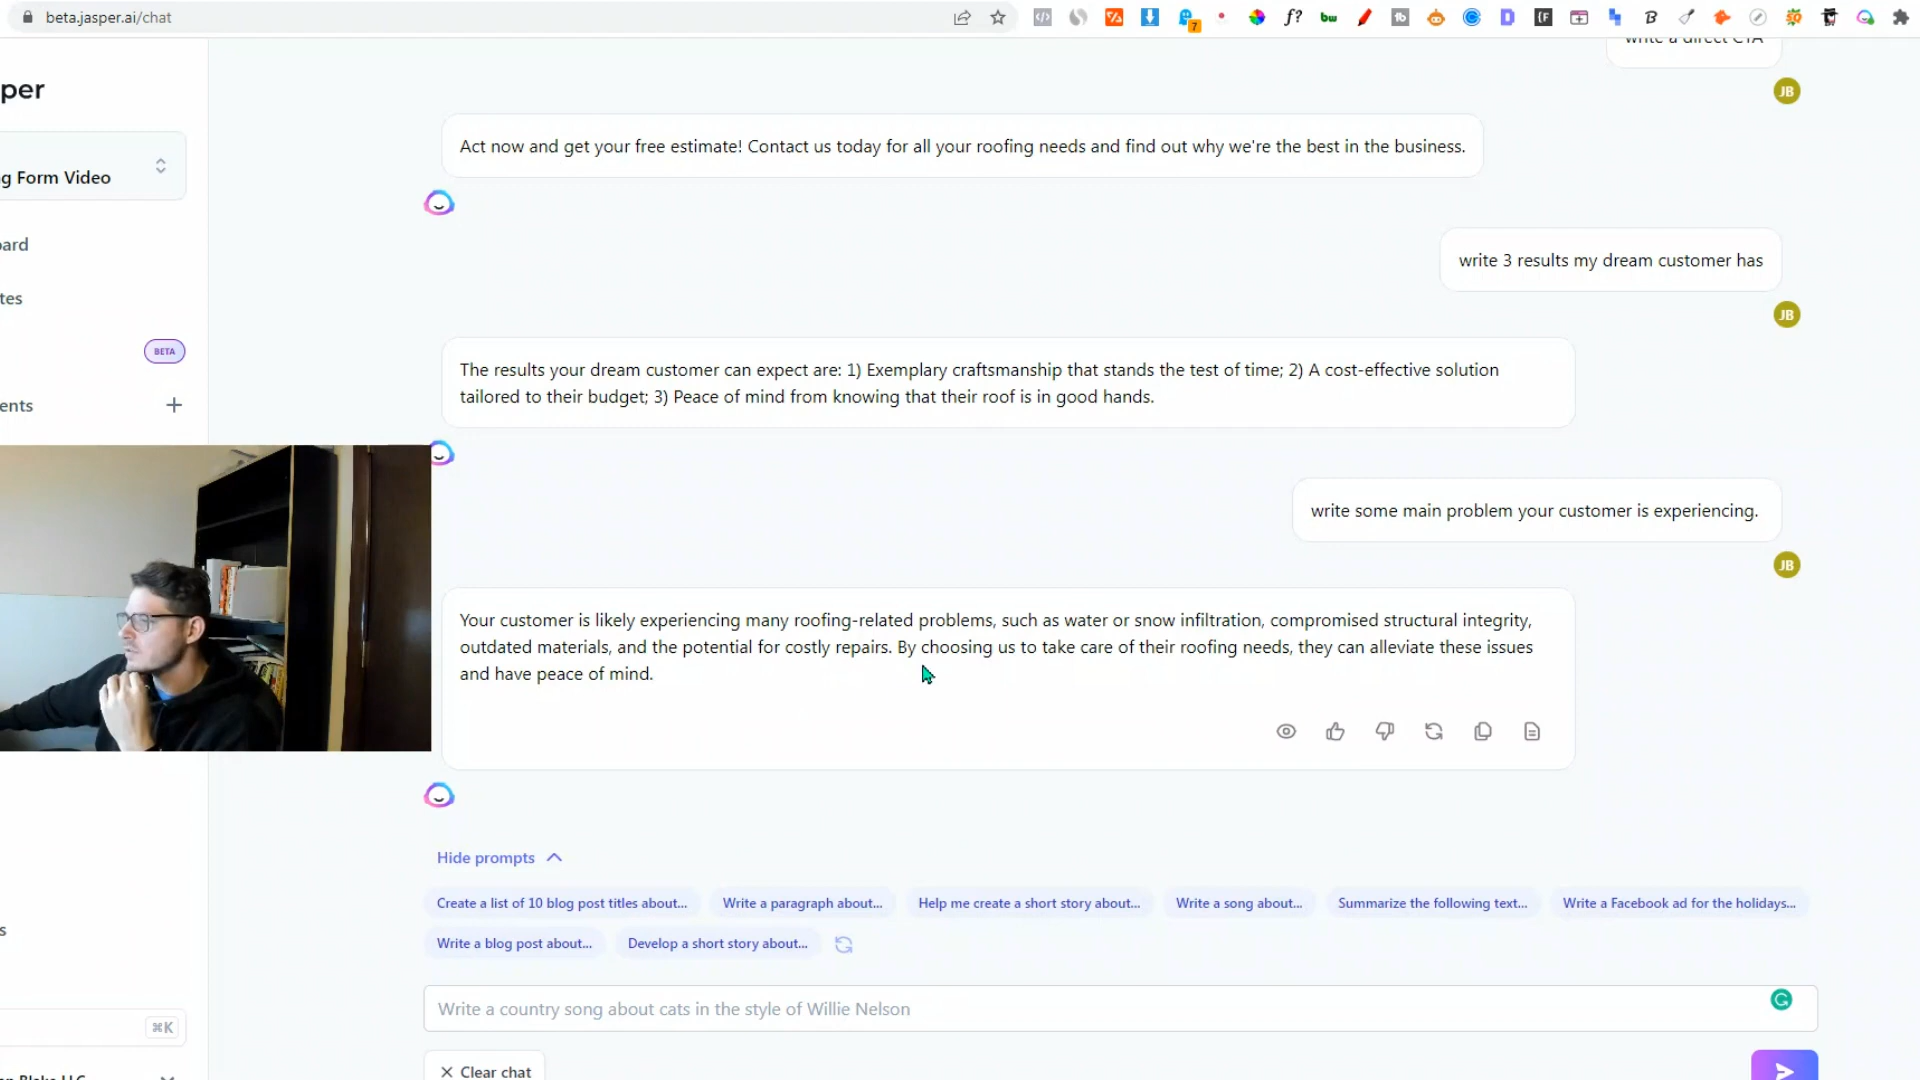 beta.jasper.ai/chat
7
per
write a direct CTA
JB
Act now and get your free estimate! Contact us today for all your roofing needs and find out why we're the best in the business.
g Form Video
ard
write 3 results my dream customer has
tes
JB
BETA
The results your dream customer can expect are: 1) Exemplary craftsmanship that stands the test of time; 2) A cost-effective solution
tailored to their budget; 3) Peace of mind from knowing that their roof is in good hands.
ents
write some main problem your customer is experiencing.
JB
Your customer is likely experiencing many roofing-related problems, such as water or snow infiltration, compromised structural integrity,
outdated materials, and the potential for costly repairs. By choosing us to take care of their roofing needs, they can alleviate these issues
and have peace of mind.
Hide prompts
Create a list of 10 blog post titles about... Write a paragraph about... Help me create a short story about... Write a song about... Summarize the following text... Write a Facebook ad for the holidays...
s
Write a blog post about... Develop a short story about...
Write a country song about cats in the style of Willie Nelson
⌘K
Clear chat